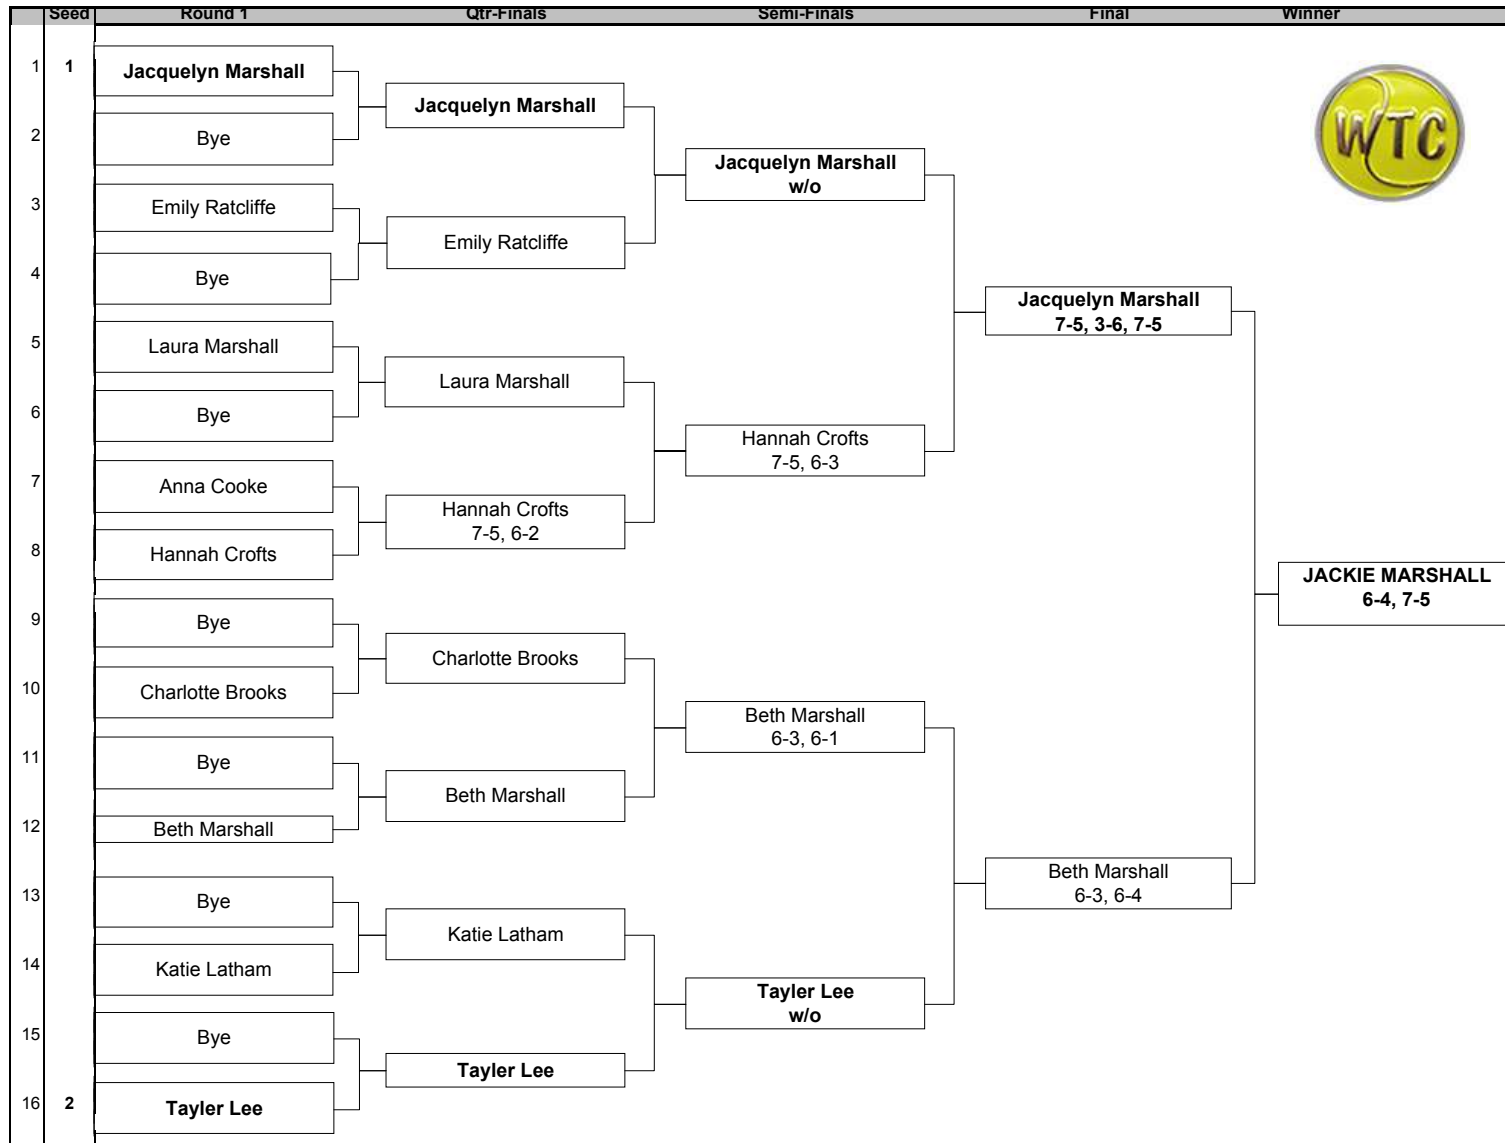 Seed Round 1 Qtr-Finals Semi-Finals Final Winner
1 1 Jacquelyn Marshall
Jacquelyn Marshall
2 Bye
Jacquelyn Marshall
w/o
3 Emily Ratcliffe
Emily Ratcliffe
4 Bye
Jacquelyn Marshall
7-5, 3-6, 7-5
5 Laura Marshall
Laura Marshall
6 Bye
Hannah Crofts
7-5, 6-3
7 Anna Cooke
Hannah Crofts
7-5, 6-2
8 Hannah Crofts
JACKIE MARSHALL
6-4, 7-5
9 Bye
Charlotte Brooks
10 Charlotte Brooks
Beth Marshall
6-3, 6-1
11 Bye
Beth Marshall
12 Beth Marshall
Beth Marshall
6-3, 6-4
13 Bye
Katie Latham
14 Katie Latham
Tayler Lee
w/o
15 Bye
Tayler Lee
16 2 Tayler Lee
WTC